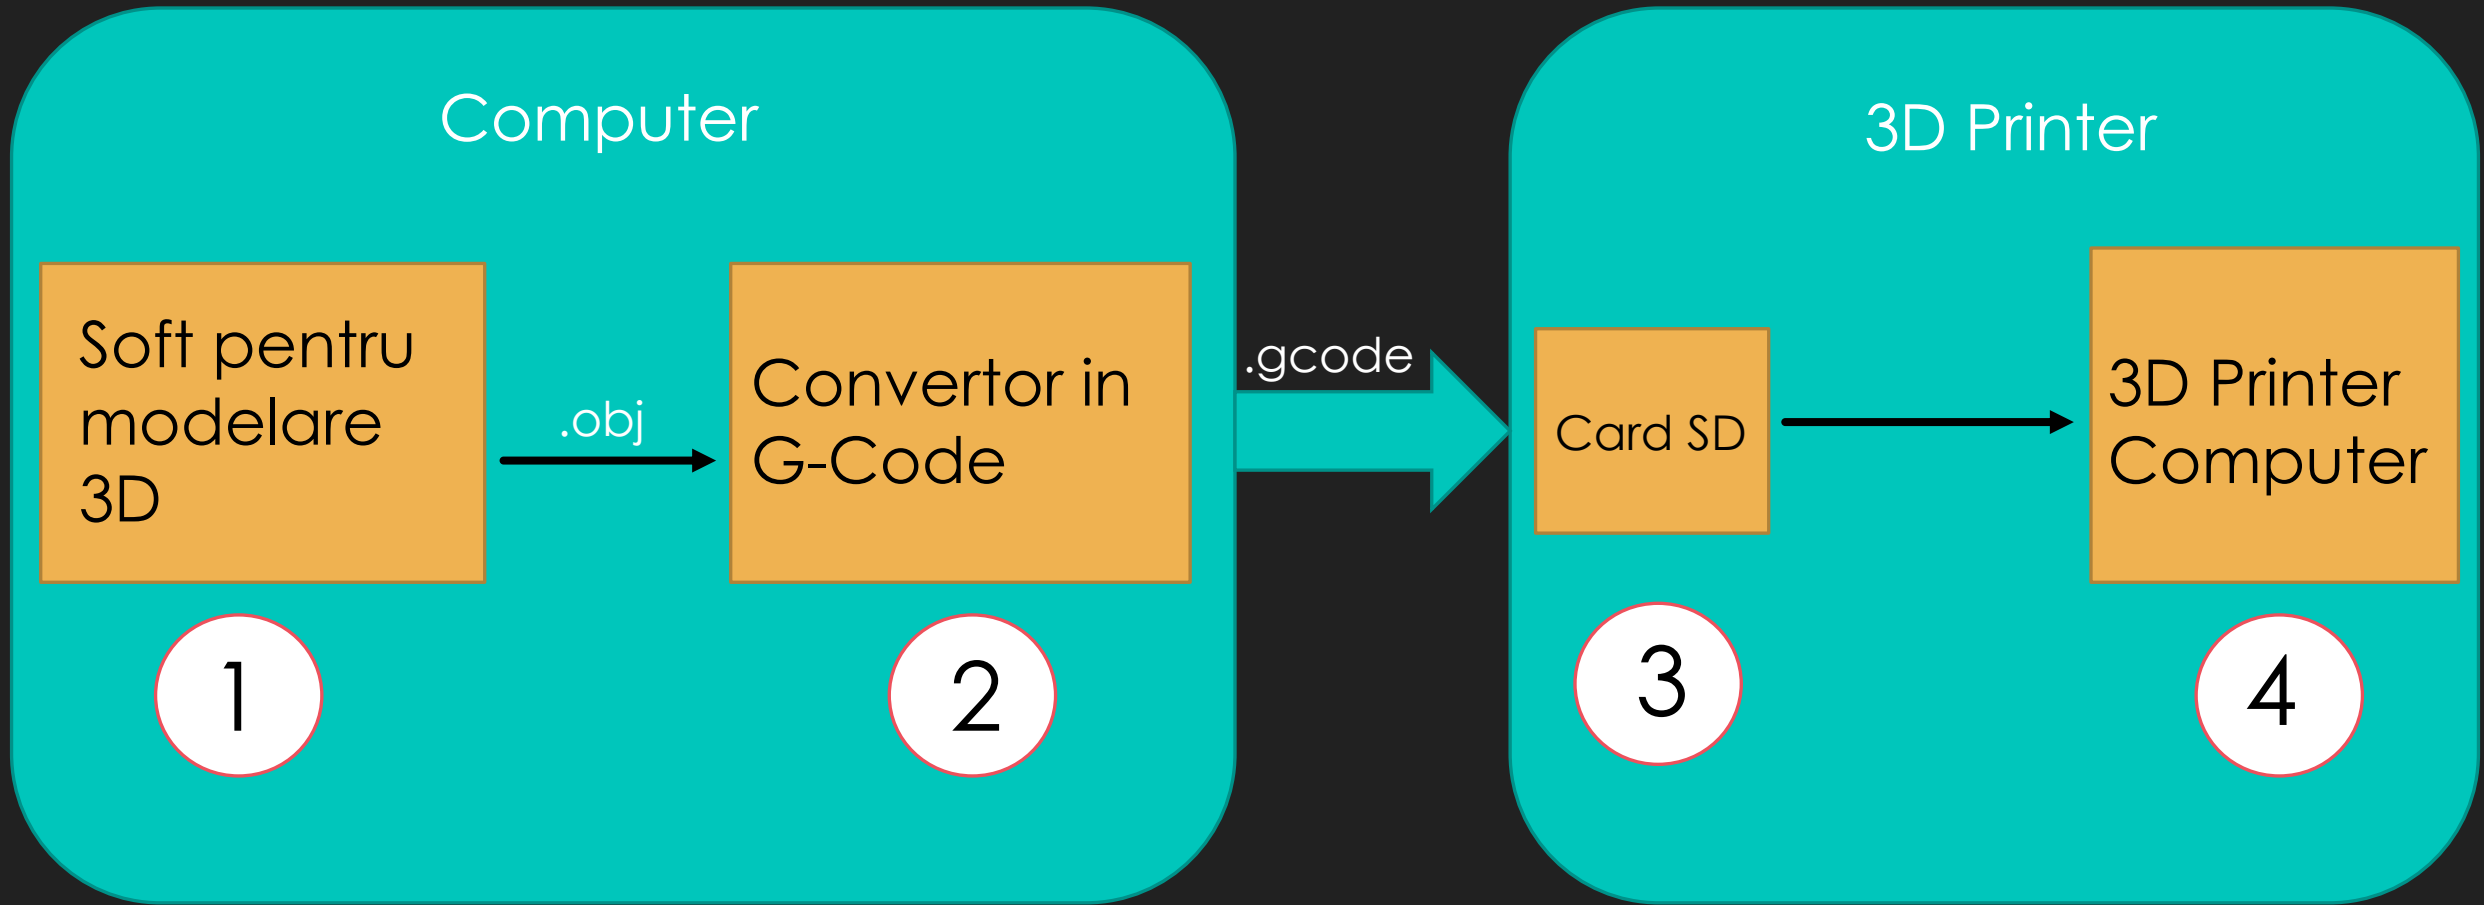 Computer
Soft pentru
modelare
3D
.obj
Convertor in
G-Code
1
2
.gcode
3D Printer
Card SD
3D Printer
Computer
3
4